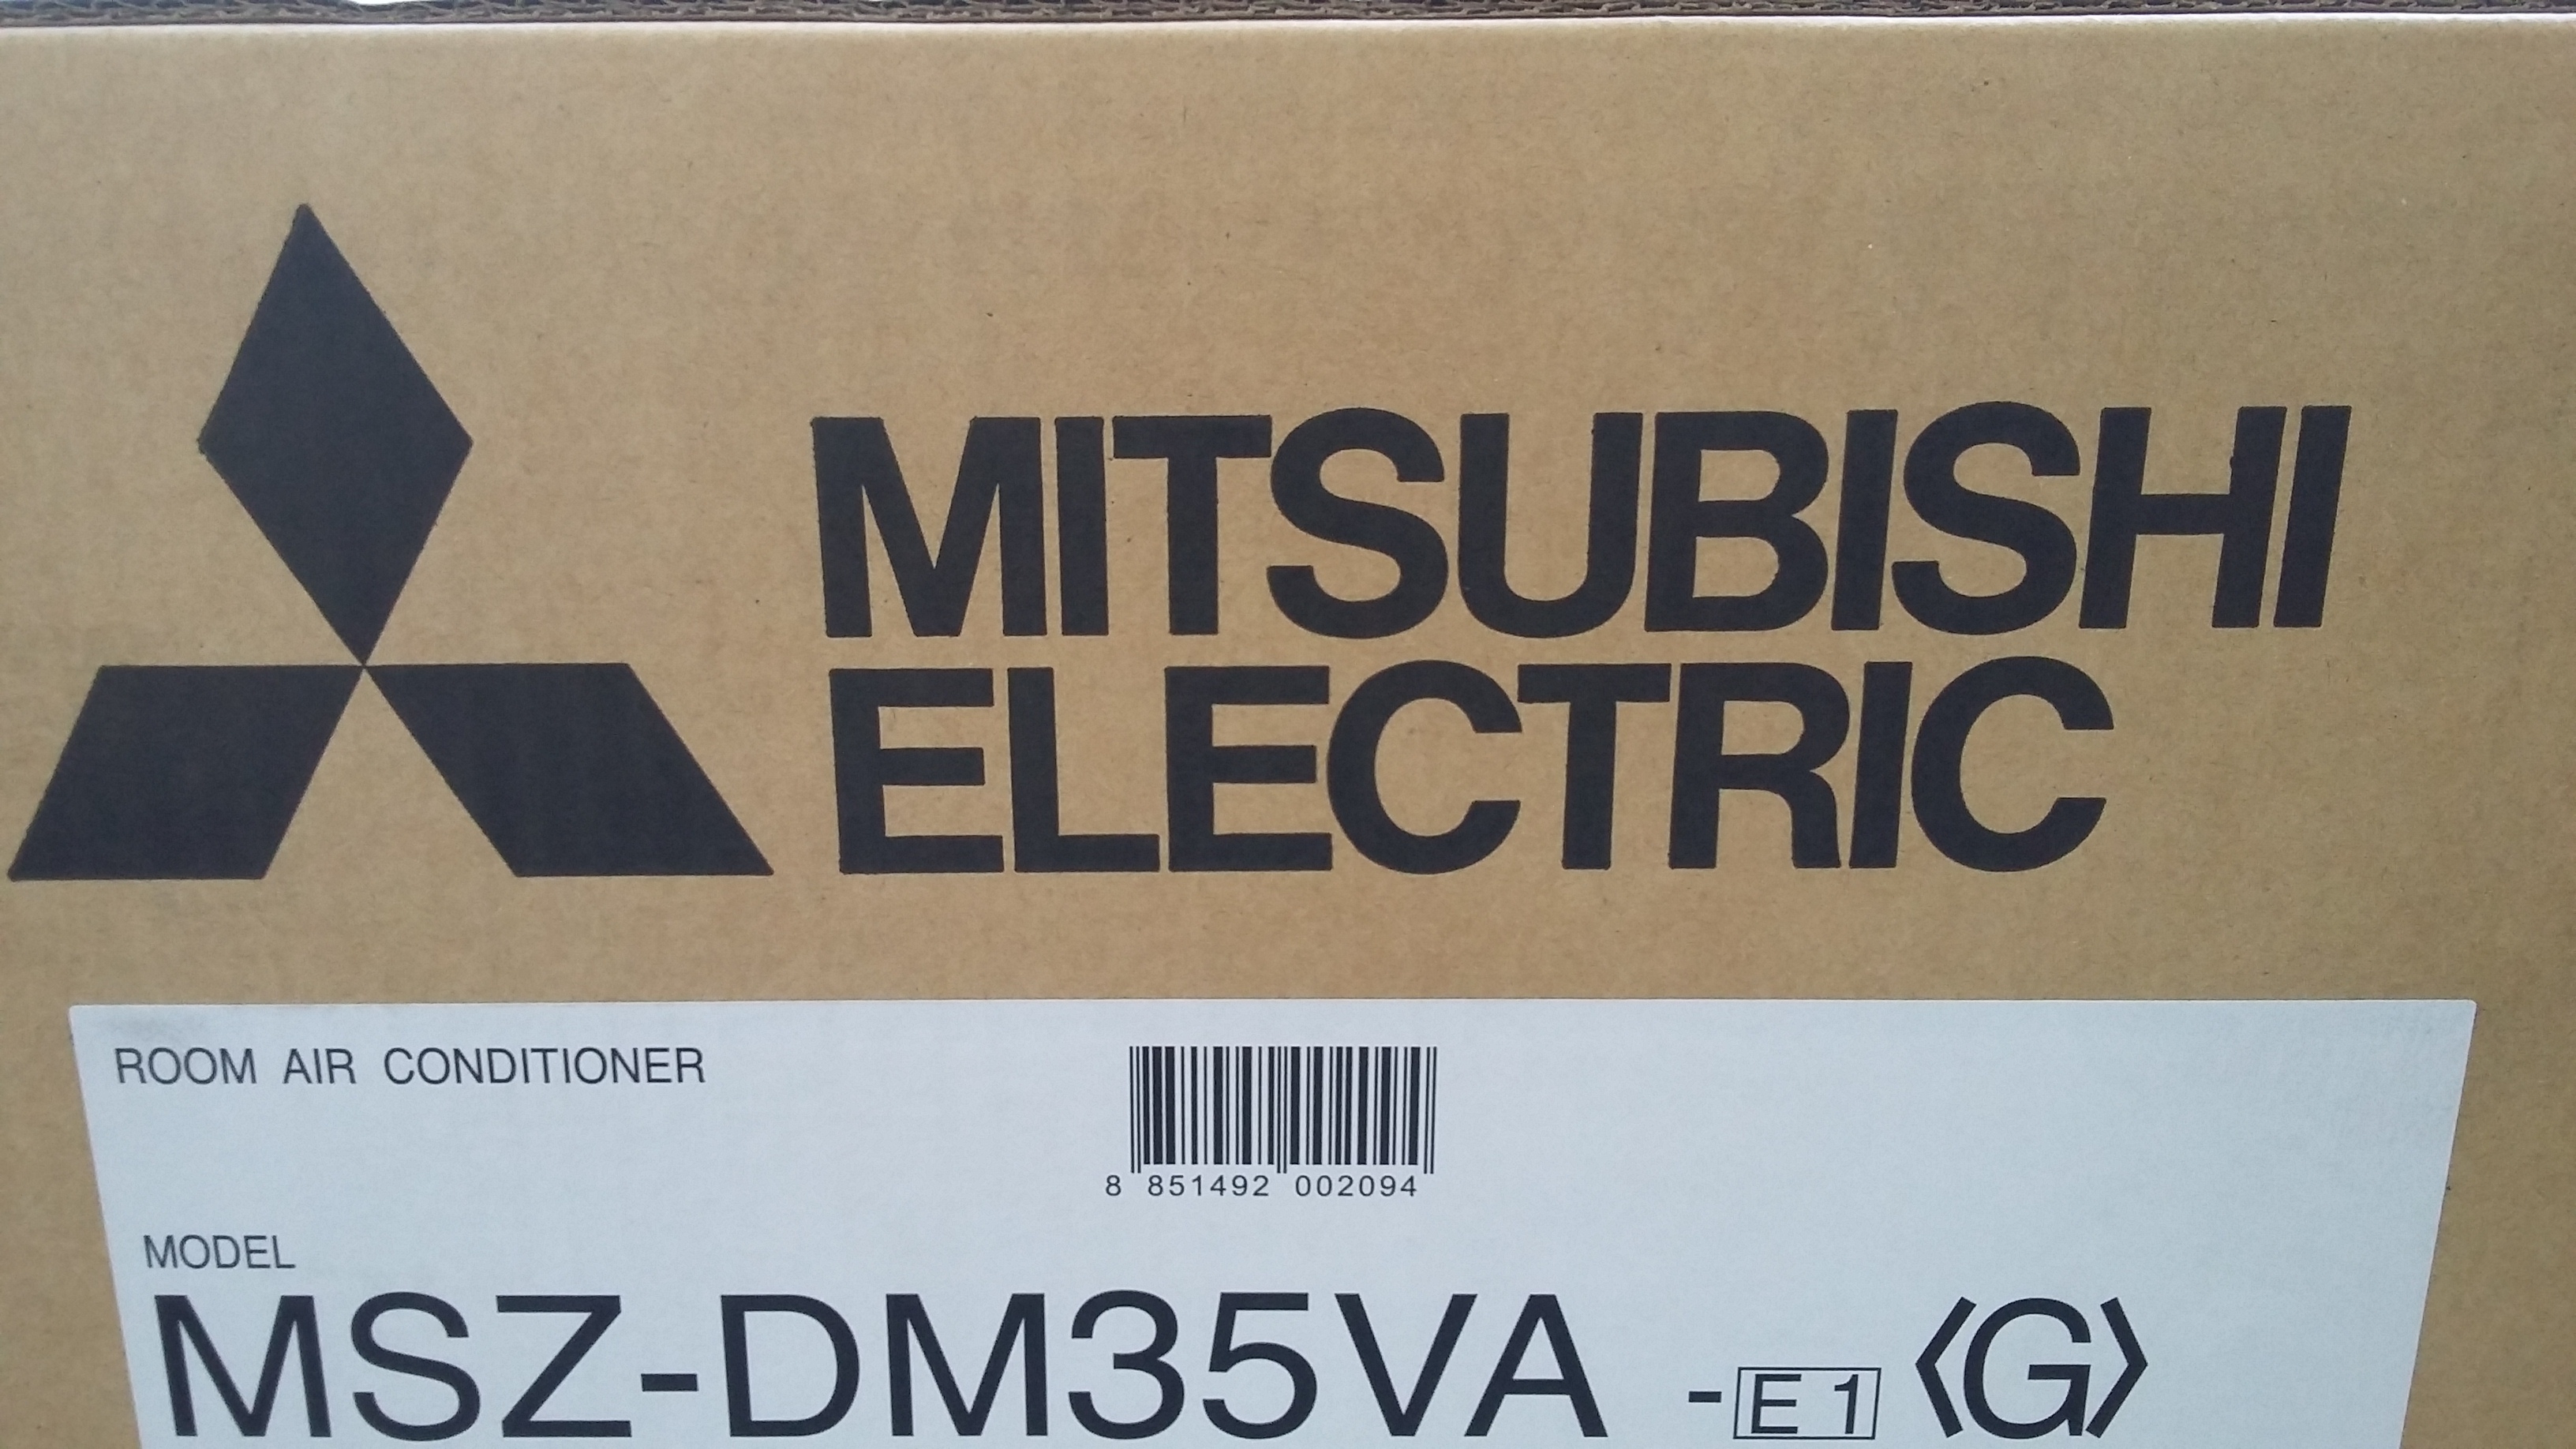 MITSUBISHI
ELECTRIC
ROOM AIR CONDITIONER
8 851492 002094
MODEL
MSZ-DM35VA -E1 〈G〉